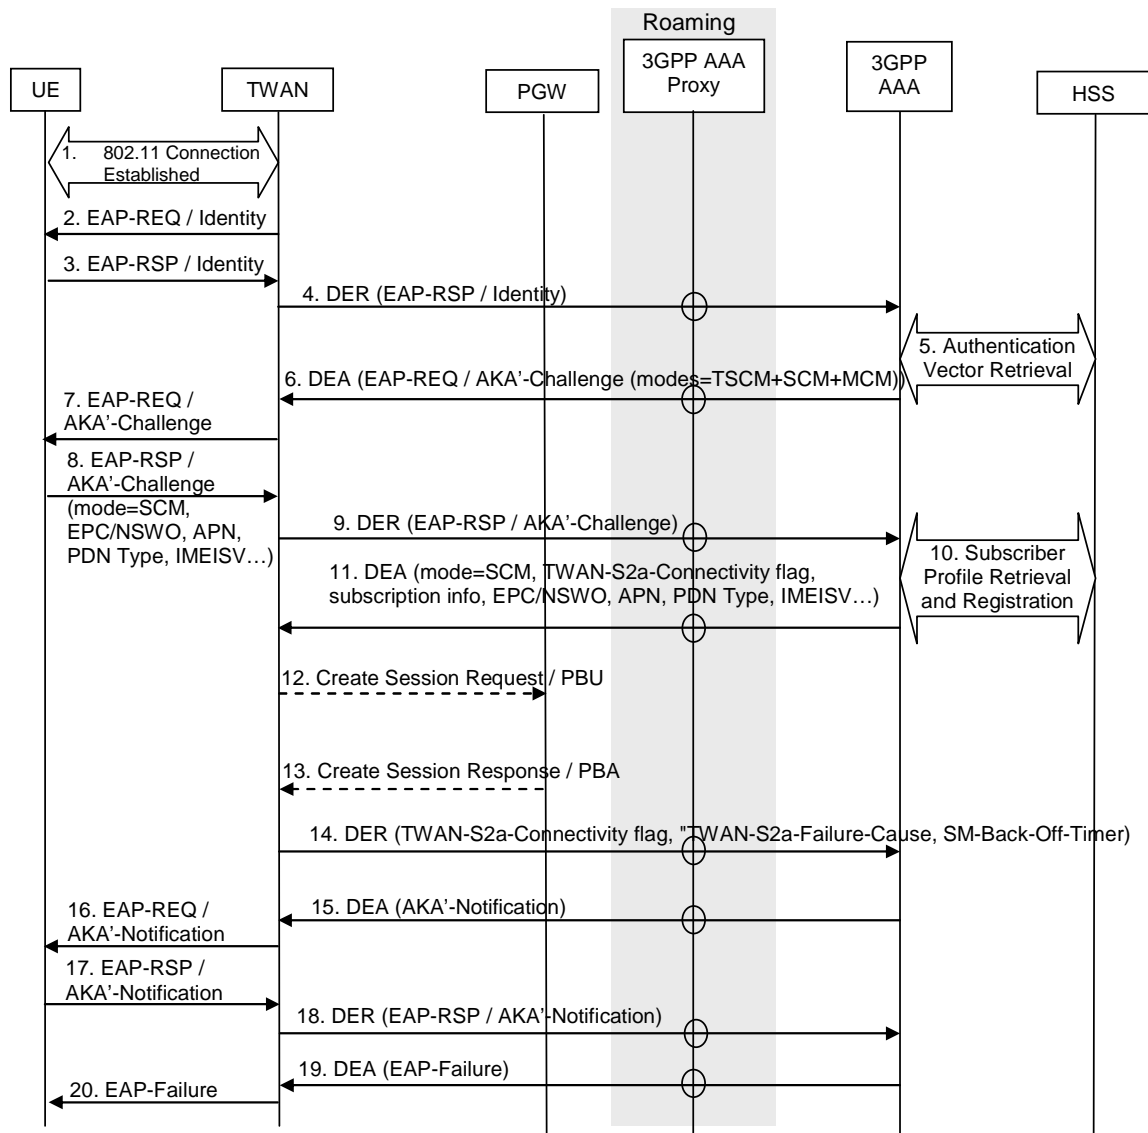 Roaming
UE
TWAN
PGW
3GPP AAA
Proxy
3GPP
AAA
HSS
1. 802.11 Connection
Established
2. EAP-REQ / Identity
3. EAP-RSP / Identity
4. DER (EAP-RSP / Identity)
5. Authentication
Vector Retrieval
6. DEA (EAP-REQ / AKA'-Challenge (modes=TSCM+SCM+MCM))
7. EAP-REQ /
AKA'-Challenge
8. EAP-RSP /
AKA'-Challenge
(mode=SCM,
EPC/NSWO, APN,
PDN Type, IMEISV…)
9. DER (EAP-RSP / AKA'-Challenge)
10. Subscriber
Profile Retrieval
and Registration
11. DEA (mode=SCM, TWAN-S2a-Connectivity flag,
subscription info, EPC/NSWO, APN, PDN Type, IMEISV…)
12. Create Session Request / PBU
13. Create Session Response / PBA
14. DER (TWAN-S2a-Connectivity flag, "TWAN-S2a-Failure-Cause, SM-Back-Off-Timer)
15. DEA (AKA'-Notification)
16. EAP-REQ /
AKA'-Notification
17. EAP-RSP /
AKA'-Notification
18. DER (EAP-RSP / AKA'-Notification)
19. DEA (EAP-Failure)
20. EAP-Failure